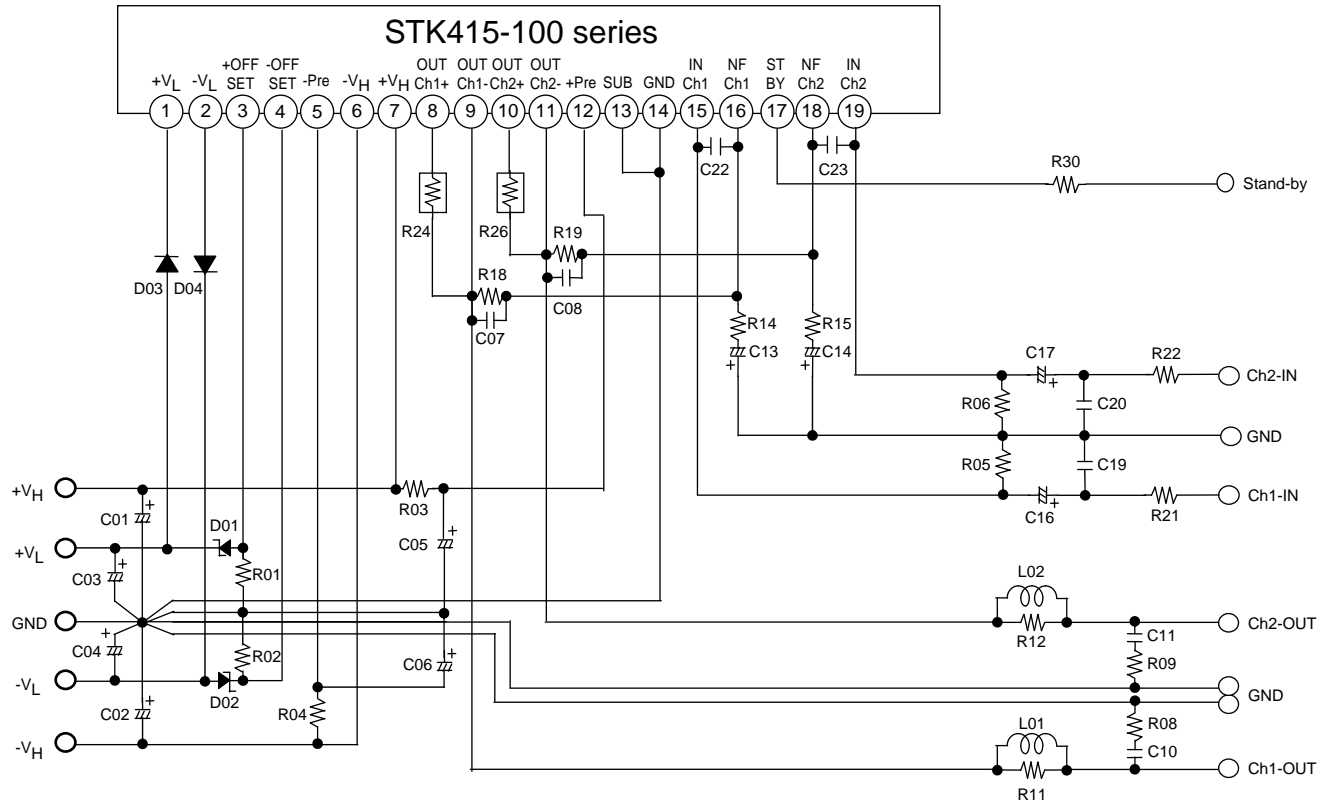 STK415-100 series
+VL -VL +OFF SET -OFF SET -Pre -VH +VH OUT Ch1+ OUT Ch1- OUT Ch2+ OUT Ch2- +Pre SUB GND IN Ch1 NF Ch1 ST BY NF Ch2 IN Ch2
1 2 3 4 5 6 7 8 9 10 11 12 13 14 15 16 17 18 19
C22 C23
R30
Stand-by
R24 R26 R19
D03 D04
R18
C08
C07
R14 R15
C13 C14
+ +
C17 R22
+
Ch2-IN
R06 C20
GND
R05 C19
+VH
+
R03
C16 +
R21
Ch1-IN
C01
D01
+VL
+
C05 +
C03
R01
L02
GND
+
R12
Ch2-OUT
C04
R02
C06 +
C11
R09
-VL
D02
GND
C02 +
R04
L01
R08
-VH
C10
R11
Ch1-OUT